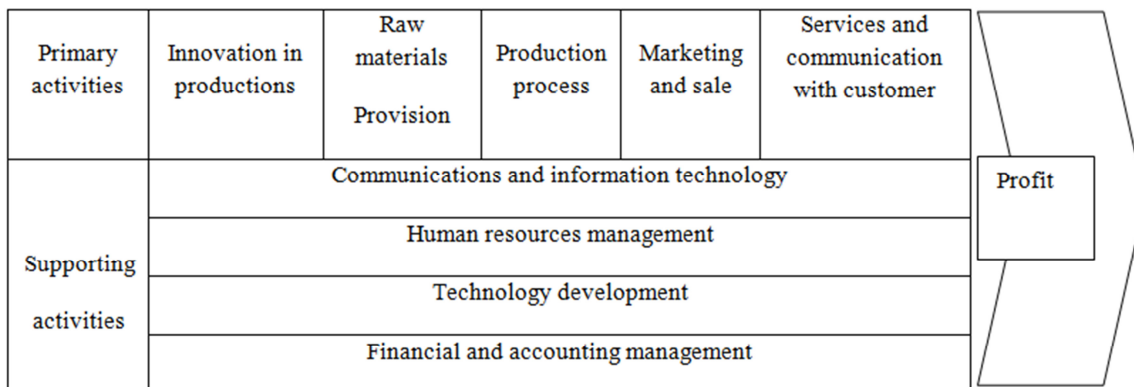 Primary
activities
Innovation in
productions
Raw
materials
Provision
Production
process
Marketing
and sale
Services and
communication
with customer
Communications and information technology
Human resources management
Supporting
activities
Technology development
Financial and accounting management
Profit